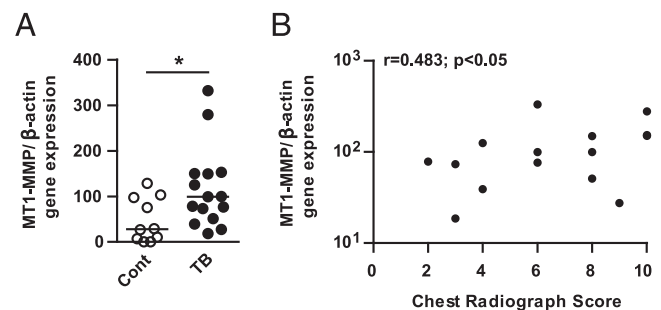 A
MT1-MMP/ β-actin
gene expression
400
300
200
100
0
*
Cont
TB
B
MT1-MMP/ β-actin
gene expression
10³
10²
10¹
r=0.483; p<0.05
0 2 4 6 8 10
Chest Radiograph Score